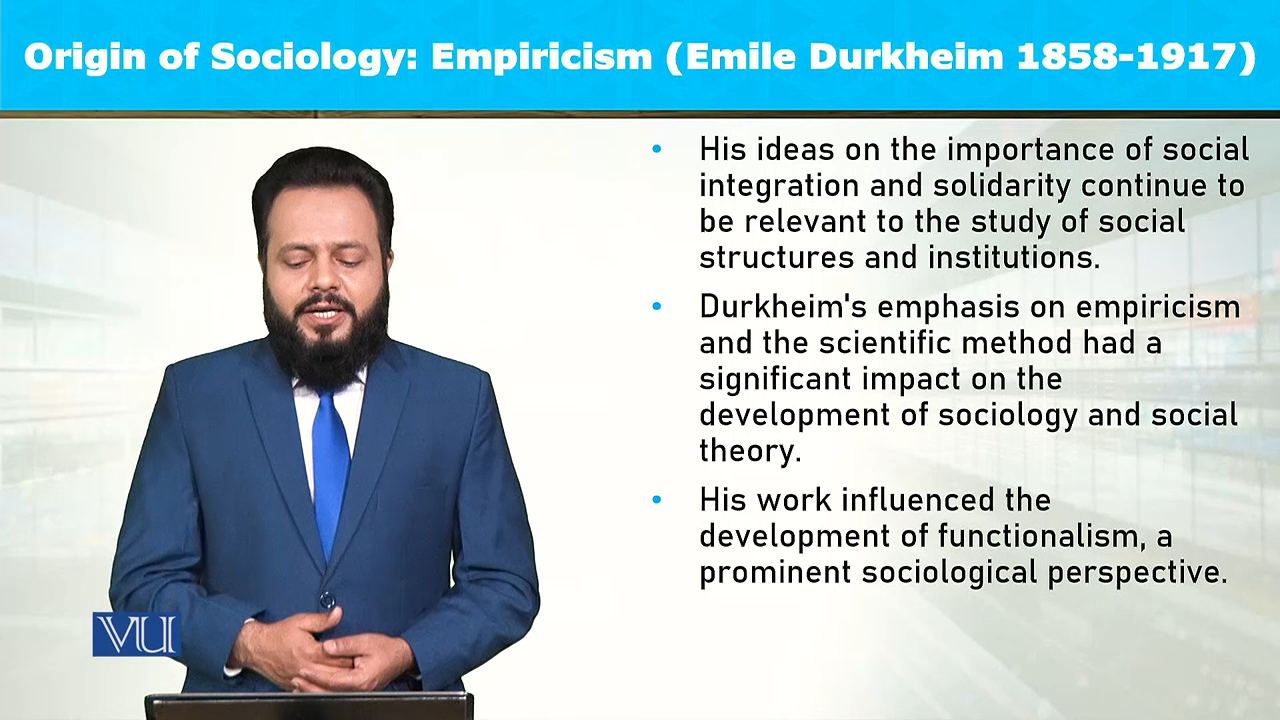 Origin of Sociology: Empiricism (Emile Durkheim 1858-1917)
• His ideas on the importance of social
integration and solidarity continue to
be relevant to the study of social
structures and institutions.
• Durkheim's emphasis on empiricism
and the scientific method had a
significant impact on the
development of sociology and social
theory.
• His work influenced the
development of functionalism, a
prominent sociological perspective.
VU